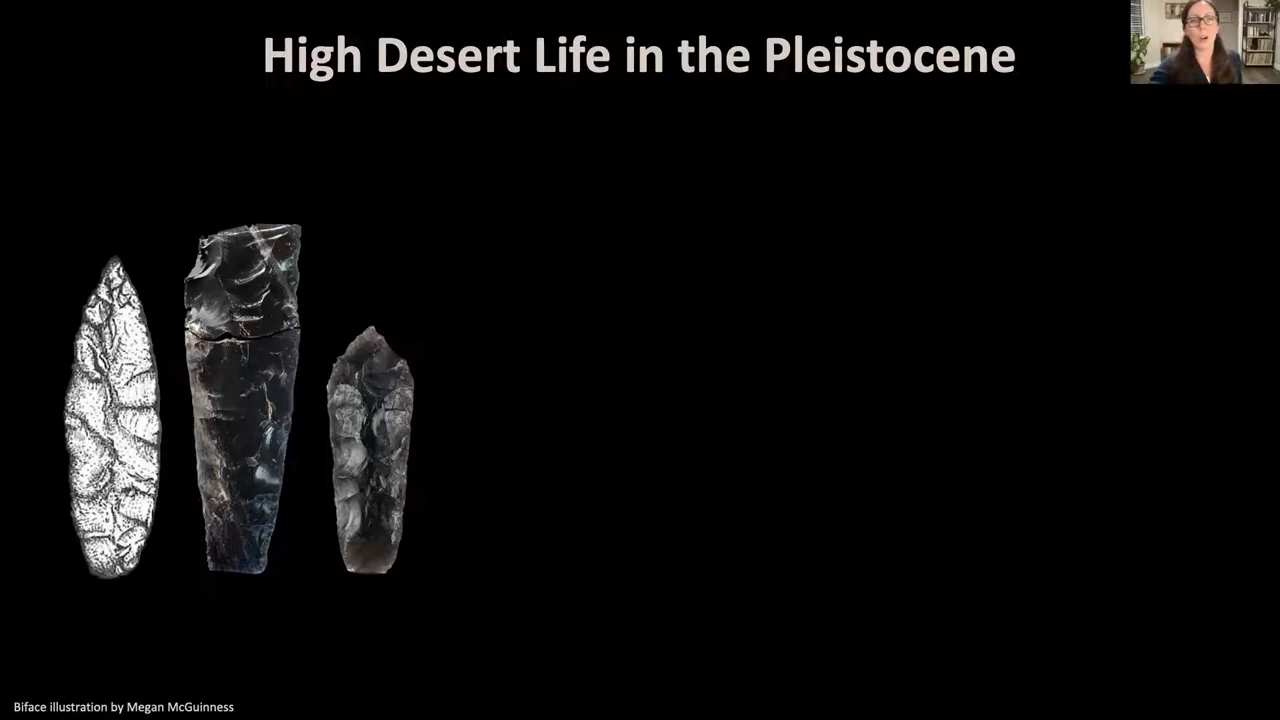 High Desert Life in the Pleistocene
Biface illustration by Megan McGuinness